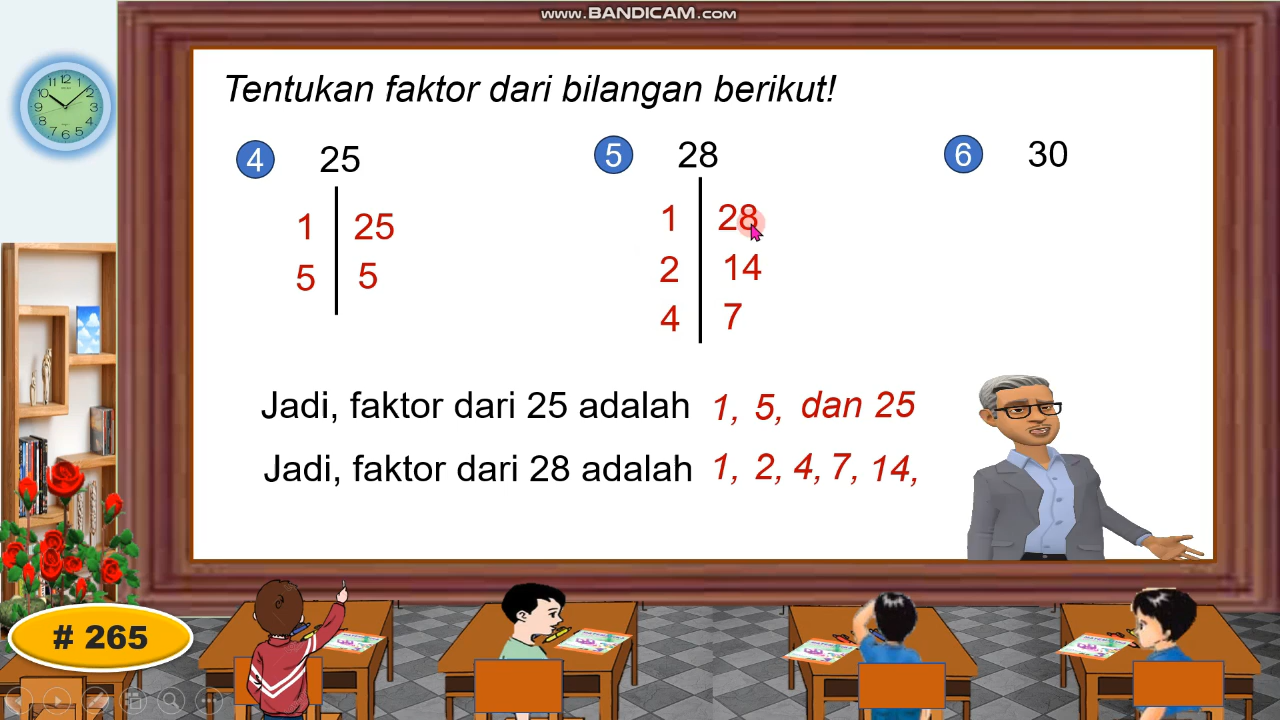 www.BANDICAM.com
Tentukan faktor dari bilangan berikut!
4 25
1 25
5 5
5 28
1 28
2 14
4 7
6 30
Jadi, faktor dari 25 adalah 1, 5, dan 25
Jadi, faktor dari 28 adalah 1, 2, 4, 7, 14,
# 265